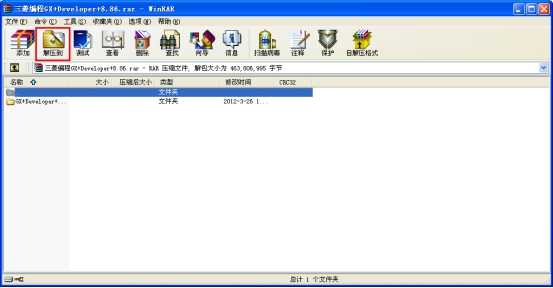 三菱编程GX+Developer+8.86.rar - WinRAR
文件(F) 命令(C) 工具(S) 收藏夹(O) 选项(N) 帮助(H)
添加 解压到 测试 查看 删除 查找 向导 信息 扫描病毒 注释 保护 自解压格式
三菱编程GX+Developer+8.86.rar - RAR 压缩文件, 解包大小为 463,806,995 字节
名称 大小 压缩后大小 类型 修改时间 CRC32
.. 文件夹
GX+Developer+... 文件夹 2012-3-26 1...
总计 1 个文件夹